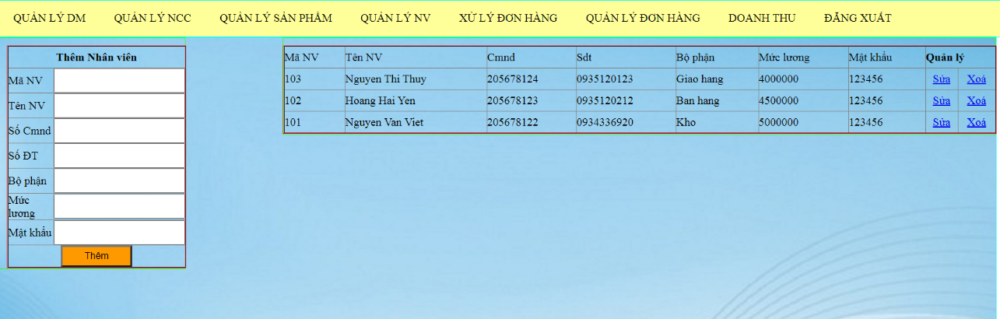 QUẢN LÝ DM QUẢN LÝ NCC QUẢN LÝ SẢN PHẨM QUẢN LÝ NV XỬ LÝ ĐƠN HÀNG QUẢN LÝ ĐƠN HÀNG DOANH THU ĐĂNG XUẤT
Thêm Nhân viên
Mã NV
Tên NV
Số Cmnd
Số ĐT
Bộ phận
Mức
lương
Mật khẩu
Thêm
Mã NV Tên NV Cmnd Sdt Bộ phận Mức lương Mật khẩu Quản lý
103 Nguyen Thi Thuy 205678124 0935120123 Giao hang 4000000 123456 Sửa Xoá
102 Hoang Hai Yen 205678123 0935120212 Ban hang 4500000 123456 Sửa Xoá
101 Nguyen Van Viet 205678122 0934336920 Kho 5000000 123456 Sửa Xoá